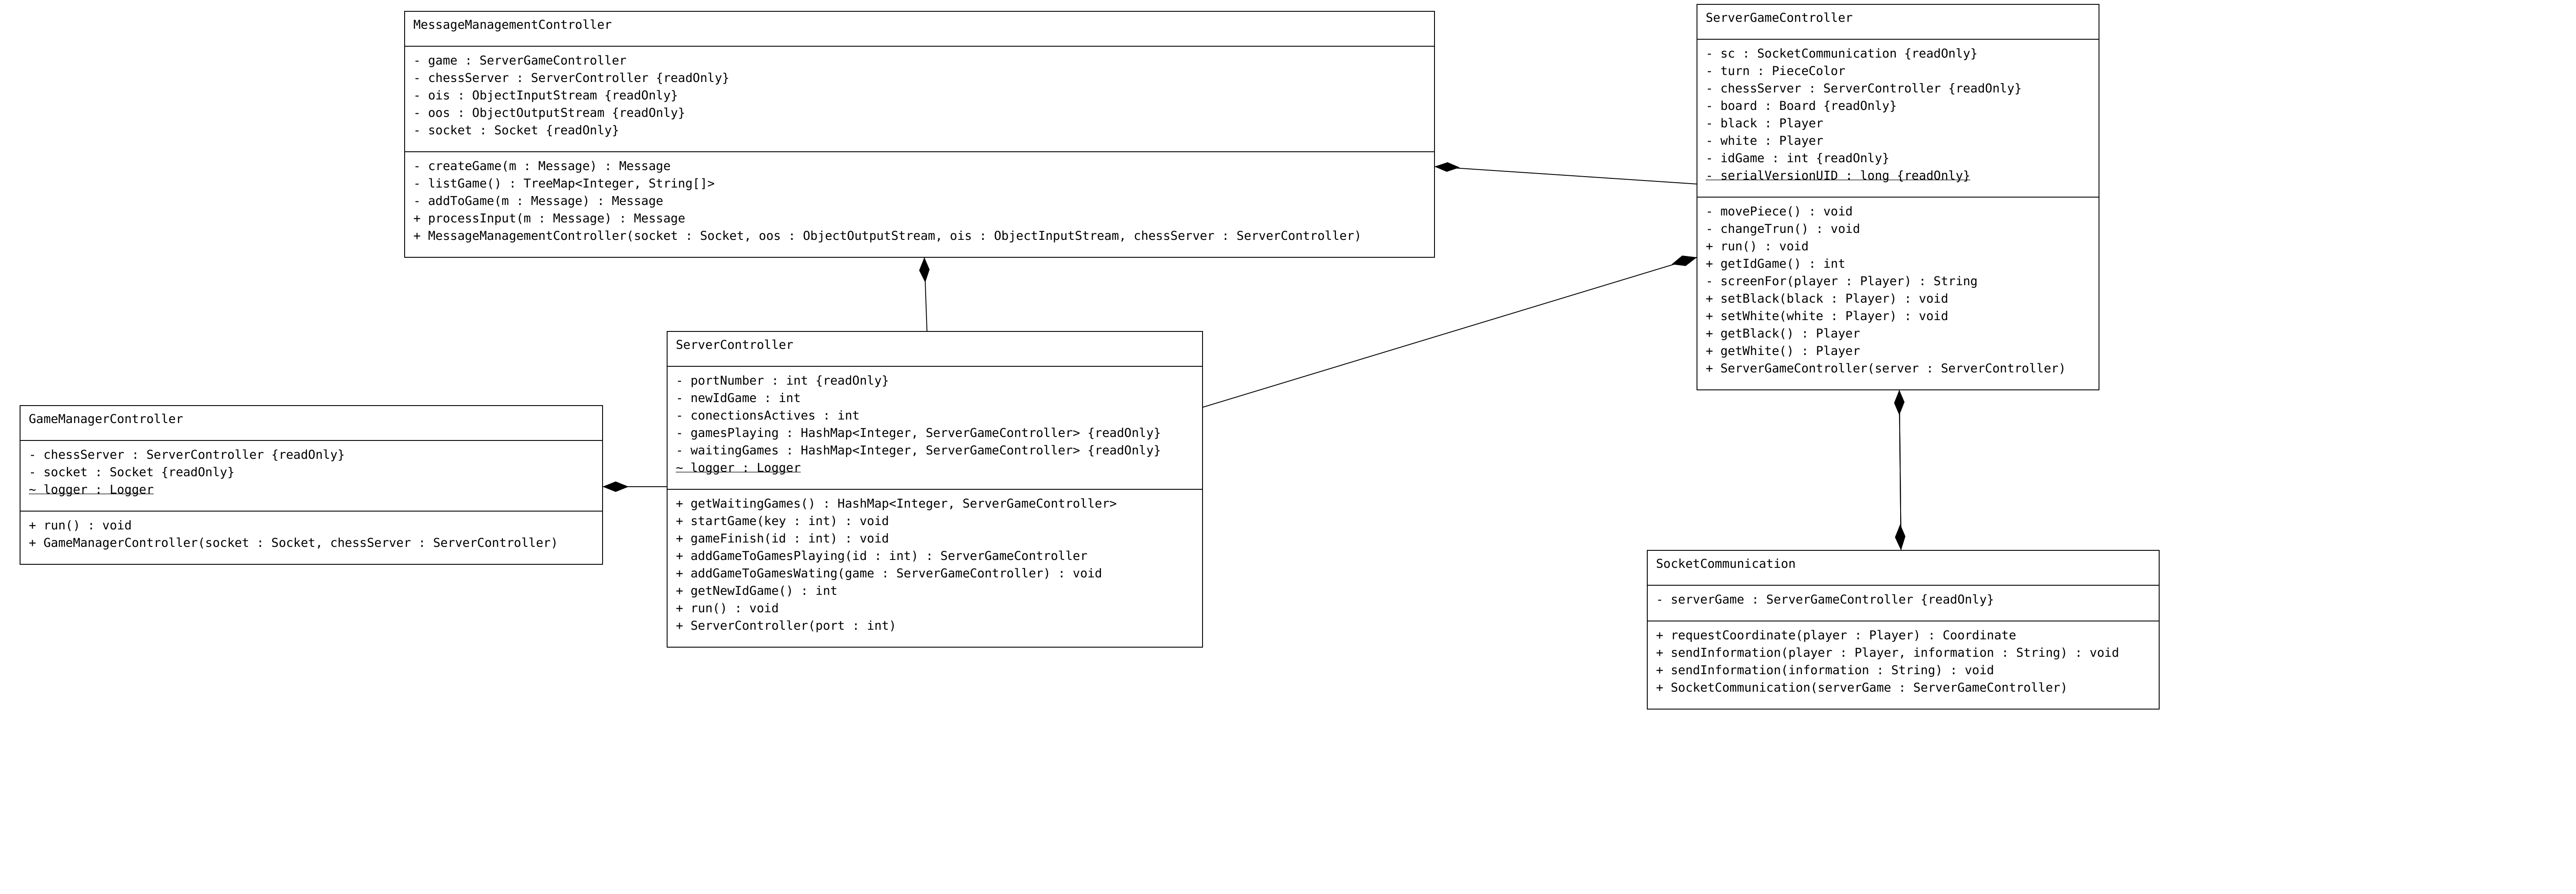 MessageManagementController
- game : ServerGameController
- chessServer : ServerController {readOnly}
- ois : ObjectInputStream {readOnly}
- oos : ObjectOutputStream {readOnly}
- socket : Socket {readOnly}
- createGame(m : Message) : Message
- listGame() : TreeMap<Integer, String[]>
- addToGame(m : Message) : Message
+ processInput(m : Message) : Message
+ MessageManagementController(socket : Socket, oos : ObjectOutputStream, ois : ObjectInputStream, chessServer : ServerController)
ServerGameController
- sc : SocketCommunication {readOnly}
- turn : PieceColor
- chessServer : ServerController {readOnly}
- board : Board {readOnly}
- black : Player
- white : Player
- idGame : int {readOnly}
- serialVersionUID : long {readOnly}
- movePiece() : void
- changeTrun() : void
+ run() : void
+ getIdGame() : int
- screenFor(player : Player) : String
+ setBlack(black : Player) : void
+ setWhite(white : Player) : void
+ getBlack() : Player
+ getWhite() : Player
+ ServerGameController(server : ServerController)
ServerController
- portNumber : int {readOnly}
- newIdGame : int
- conectionsActives : int
- gamesPlaying : HashMap<Integer, ServerGameController> {readOnly}
- waitingGames : HashMap<Integer, ServerGameController> {readOnly}
~ logger : Logger
+ getWaitingGames() : HashMap<Integer, ServerGameController>
+ startGame(key : int) : void
+ gameFinish(id : int) : void
+ addGameToGamesPlaying(id : int) : ServerGameController
+ addGameToGamesWating(game : ServerGameController) : void
+ getNewIdGame() : int
+ run() : void
+ ServerController(port : int)
GameManagerController
- chessServer : ServerController {readOnly}
- socket : Socket {readOnly}
~ logger : Logger
+ run() : void
+ GameManagerController(socket : Socket, chessServer : ServerController)
SocketCommunication
- serverGame : ServerGameController {readOnly}
+ requestCoordinate(player : Player) : Coordinate
+ sendInformation(player : Player, information : String) : void
+ sendInformation(information : String) : void
+ SocketCommunication(serverGame : ServerGameController)